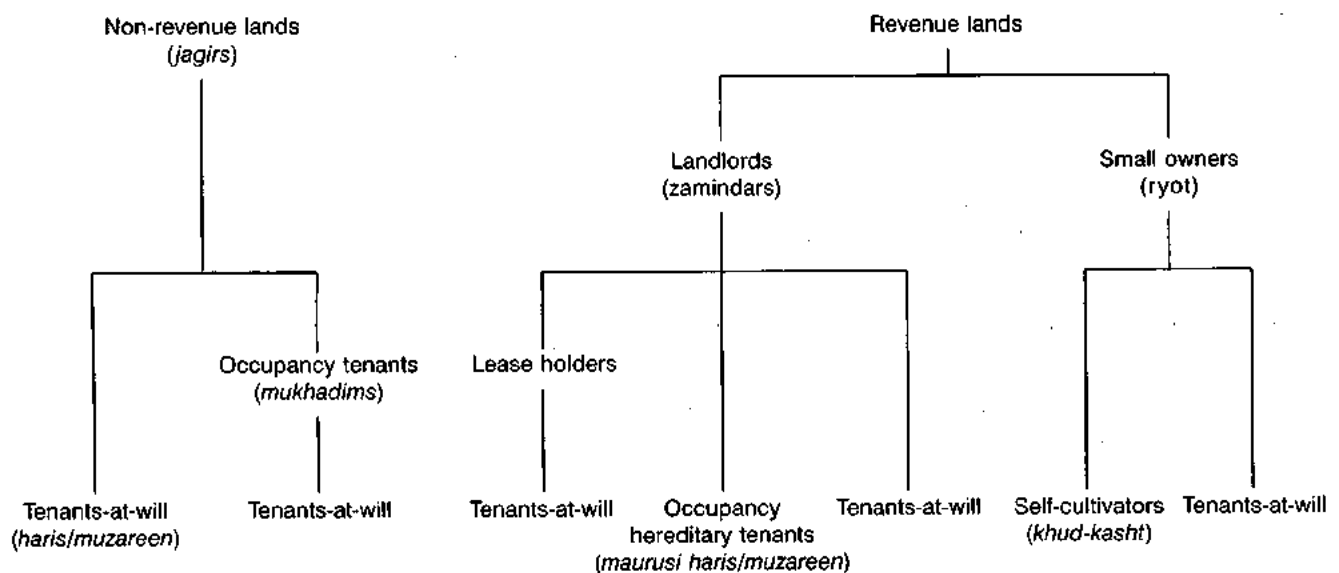 Non-revenue lands
(jagirs)
Revenue lands
Landlords
(zamindars)
Small owners
(ryot)
Occupancy tenants
(mukhadims)
Lease holders
Tenants-at-will
(haris/muzareen)
Tenants-at-will
Tenants-at-will
Occupancy
hereditary tenants
(maurusi haris/muzareen)
Tenants-at-will
Self-cultivators
(khud-kasht)
Tenants-at-will